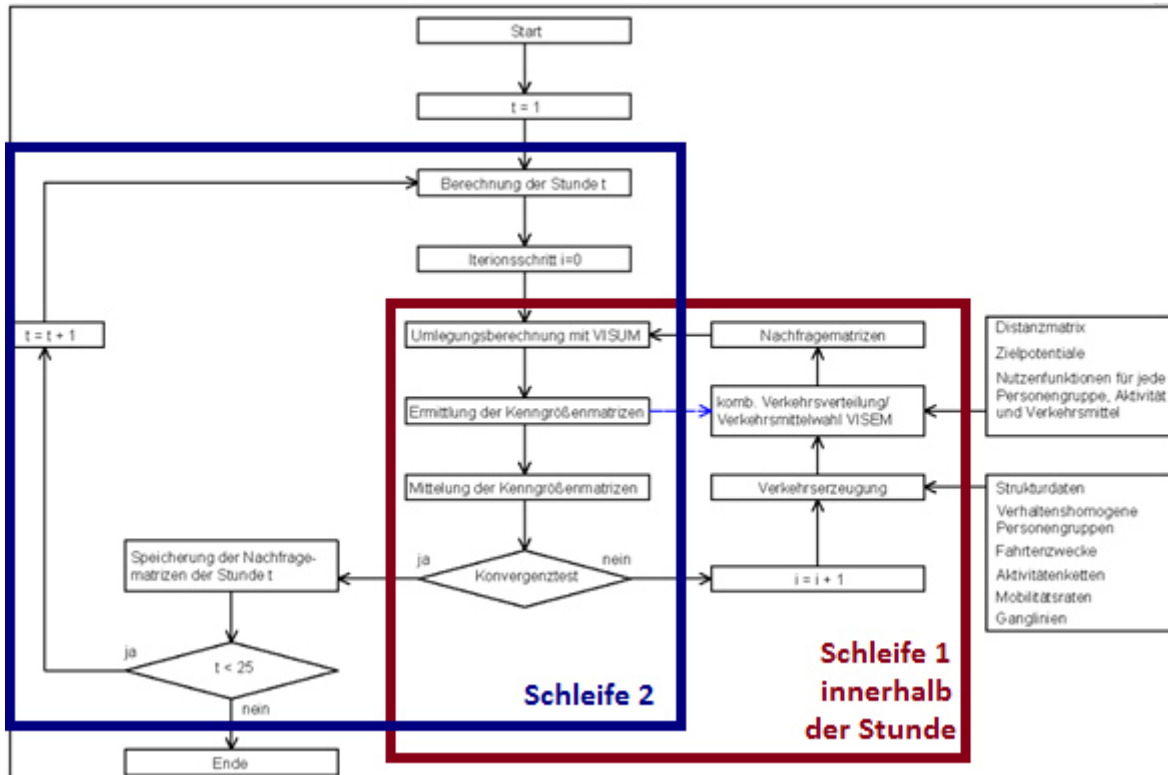 Start
t = 1
Berechnung der Stunde t
Iterionsschritt i=0
t = t + 1
Umlegungsberechnung mit VISUM
Nachfragematrizen
Distanzmatrix
Zielpotentiale
Nutzenfunktionen für jede
Personengruppe, Aktivität
und Verkehrsmittel
Ermittlung der Kenngrößenmatrizen
komb. Verkehrsverteilung/
Verkehrsmittelwahl VISEM
Mittelung der Kenngrößenmatrizen
Verkehrserzeugung
Strukturdaten
Verhaltenshomogene
Personengruppen
Fahrtenzwecke
Aktivitätenketten
Mobilitätsraten
Ganglinien
Speicherung der Nachfrage-
matrizen der Stunde t
ja
Konvergenztest
nein
i = i + 1
ja
t < 25
nein
Schleife 2
Schleife 1
innerhalb
der Stunde
Ende